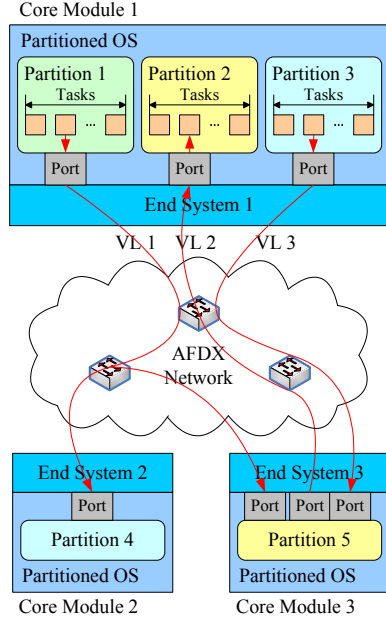 Core Module 1
Partitioned OS
Partition 1 Partition 2 Partition 3
Tasks Tasks Tasks
... ... ...
Port Port Port
End System 1
VL 1 VL 2 VL 3
AFDX
Network
End System 2 End System 3
Port Port Port Port
Partition 4 Partition 5
Partitioned OS Partitioned OS
Core Module 2 Core Module 3